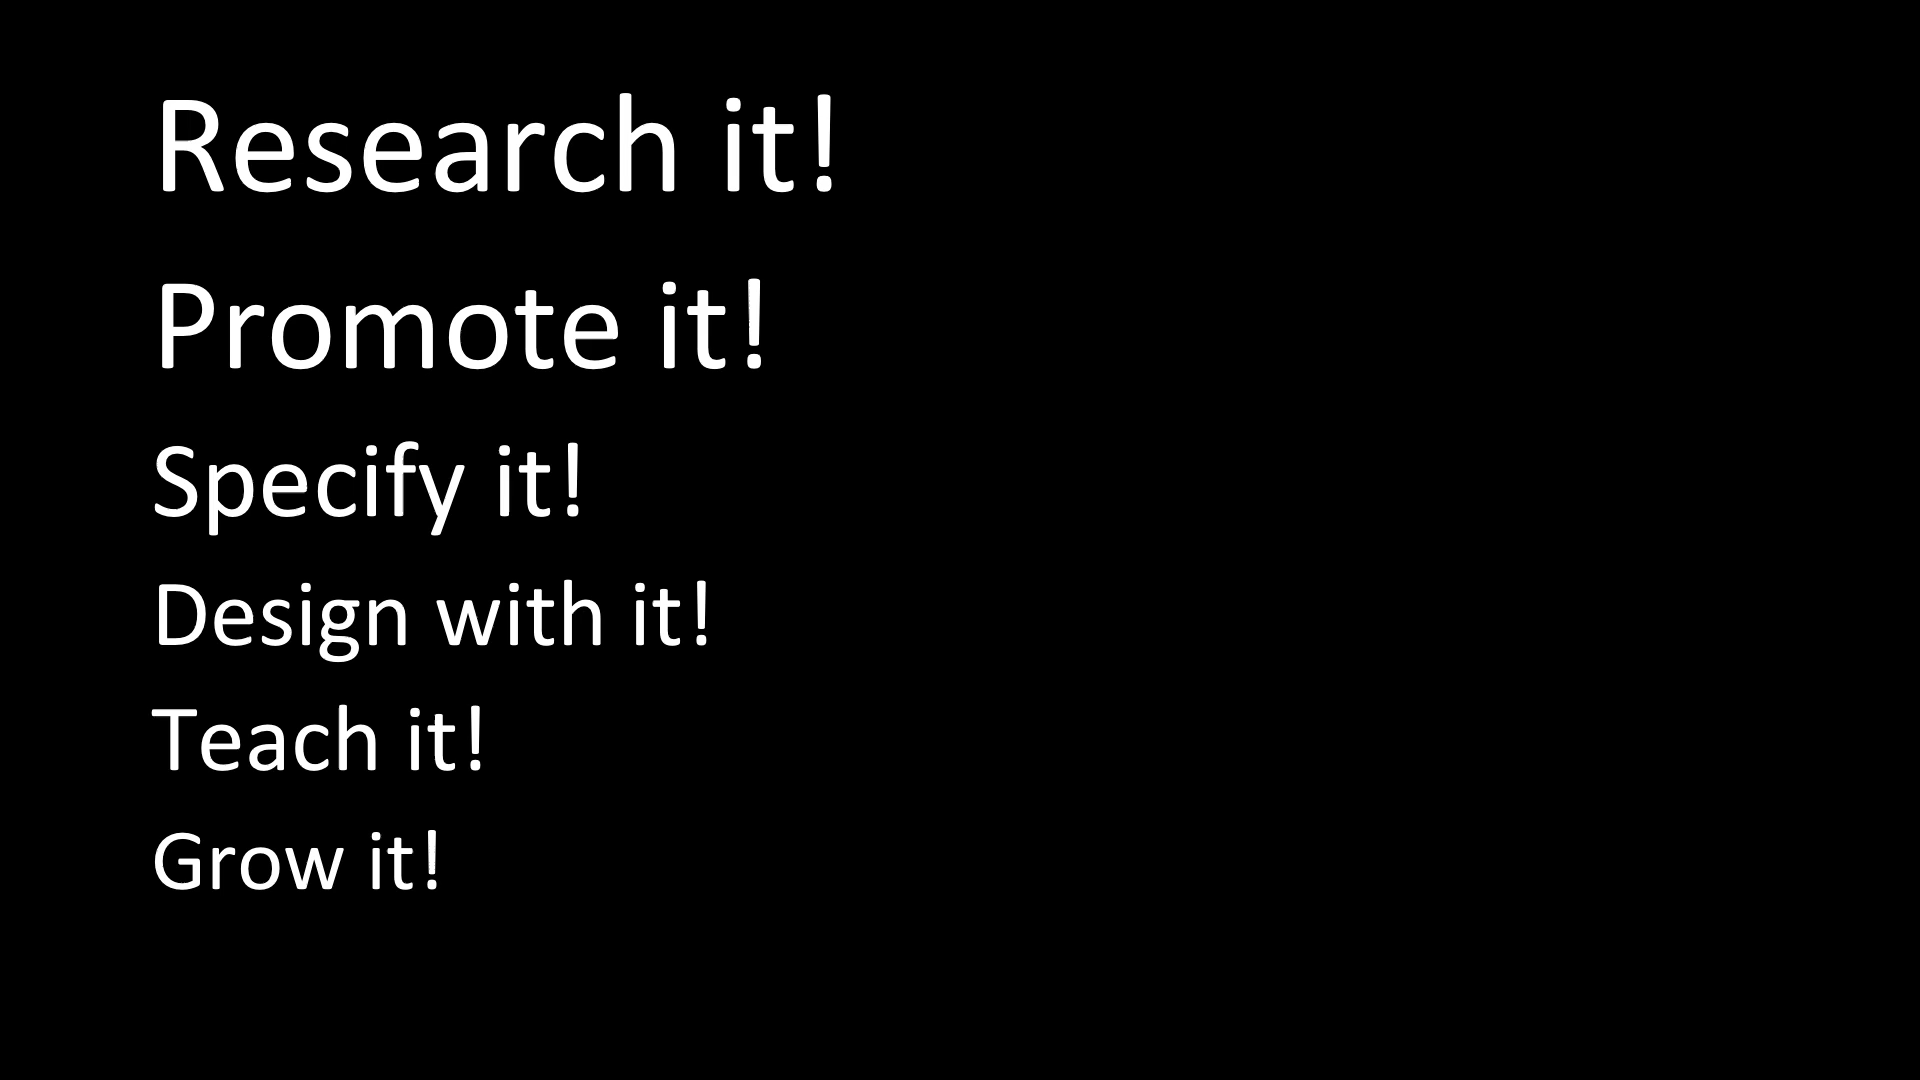 Research it!
Promote it!
Specify it!
Design with it!
Teach it!
Grow it!